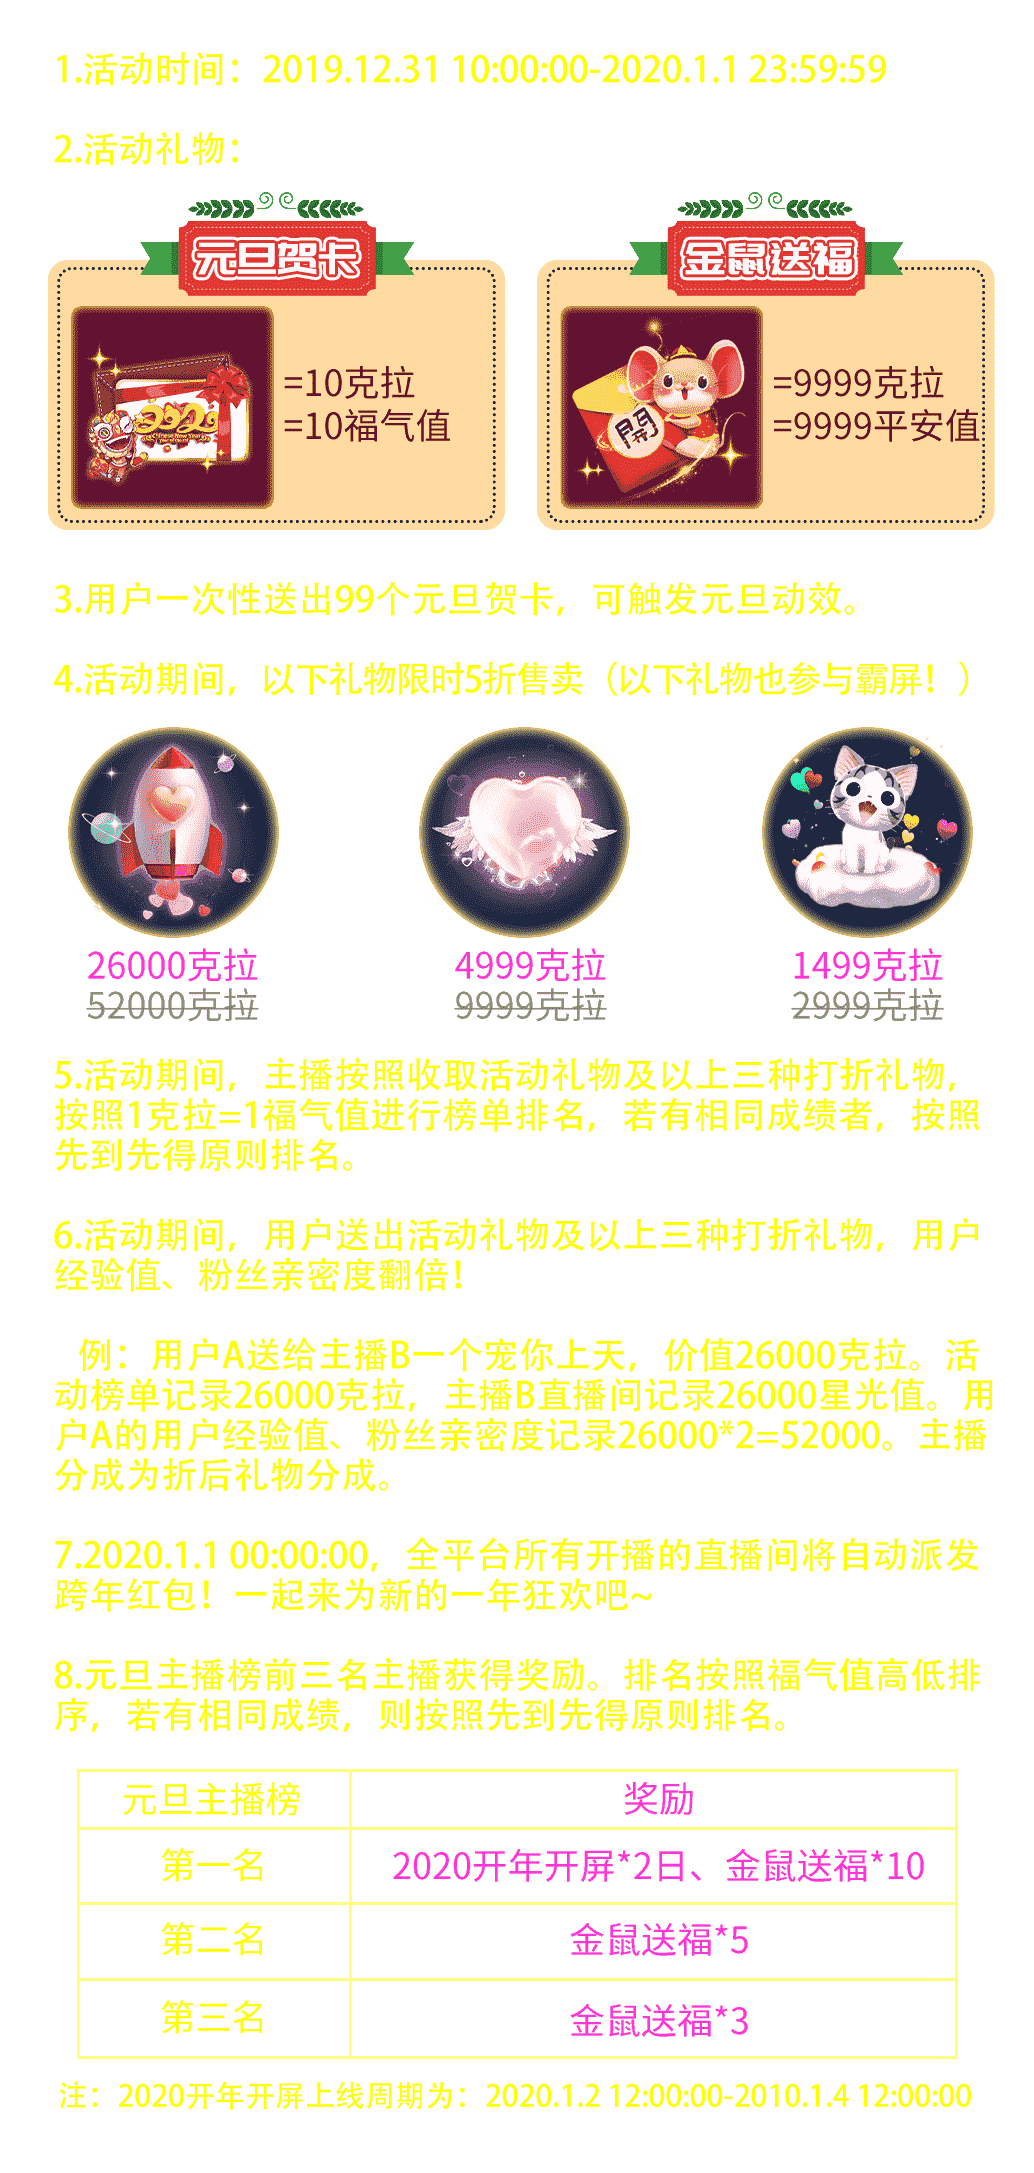 1.活动时间：2019.12.31 10:00:00-2020.1.1 23:59:59
2.活动礼物：
元旦贺卡
=10克拉
=10福气值
金鼠送福
開
=9999克拉
=9999平安值
3.用户一次性送出99个元旦贺卡，可触发元旦动效。
4.活动期间，以下礼物限时5折售卖（以下礼物也参与霸屏！）
26000克拉
52000克拉
4999克拉
9999克拉
1499克拉
2999克拉
5.活动期间，主播按照收取活动礼物及以上三种打折礼物，
按照1克拉=1福气值进行榜单排名，若有相同成绩者，按照
先到先得原则排名。
6.活动期间，用户送出活动礼物及以上三种打折礼物，用户
经验值、粉丝亲密度翻倍！
例：用户A送给主播B一个宠你上天，价值26000克拉。活
动榜单记录26000克拉，主播B直播间记录26000星光值。用
户A的用户经验值、粉丝亲密度记录26000*2=52000。主播
分成为折后礼物分成。
7.2020.1.1 00:00:00，全平台所有开播的直播间将自动派发
跨年红包！一起来为新的一年狂欢吧~
8.元旦主播榜前三名主播获得奖励。排名按照福气值高低排
序，若有相同成绩，则按照先到先得原则排名。
元旦主播榜 奖励
第一名 2020开年开屏*2日、金鼠送福*10
第二名 金鼠送福*5
第三名 金鼠送福*3
注：2020开年开屏上线周期为：2020.1.2 12:00:00-2010.1.4 12:00:00